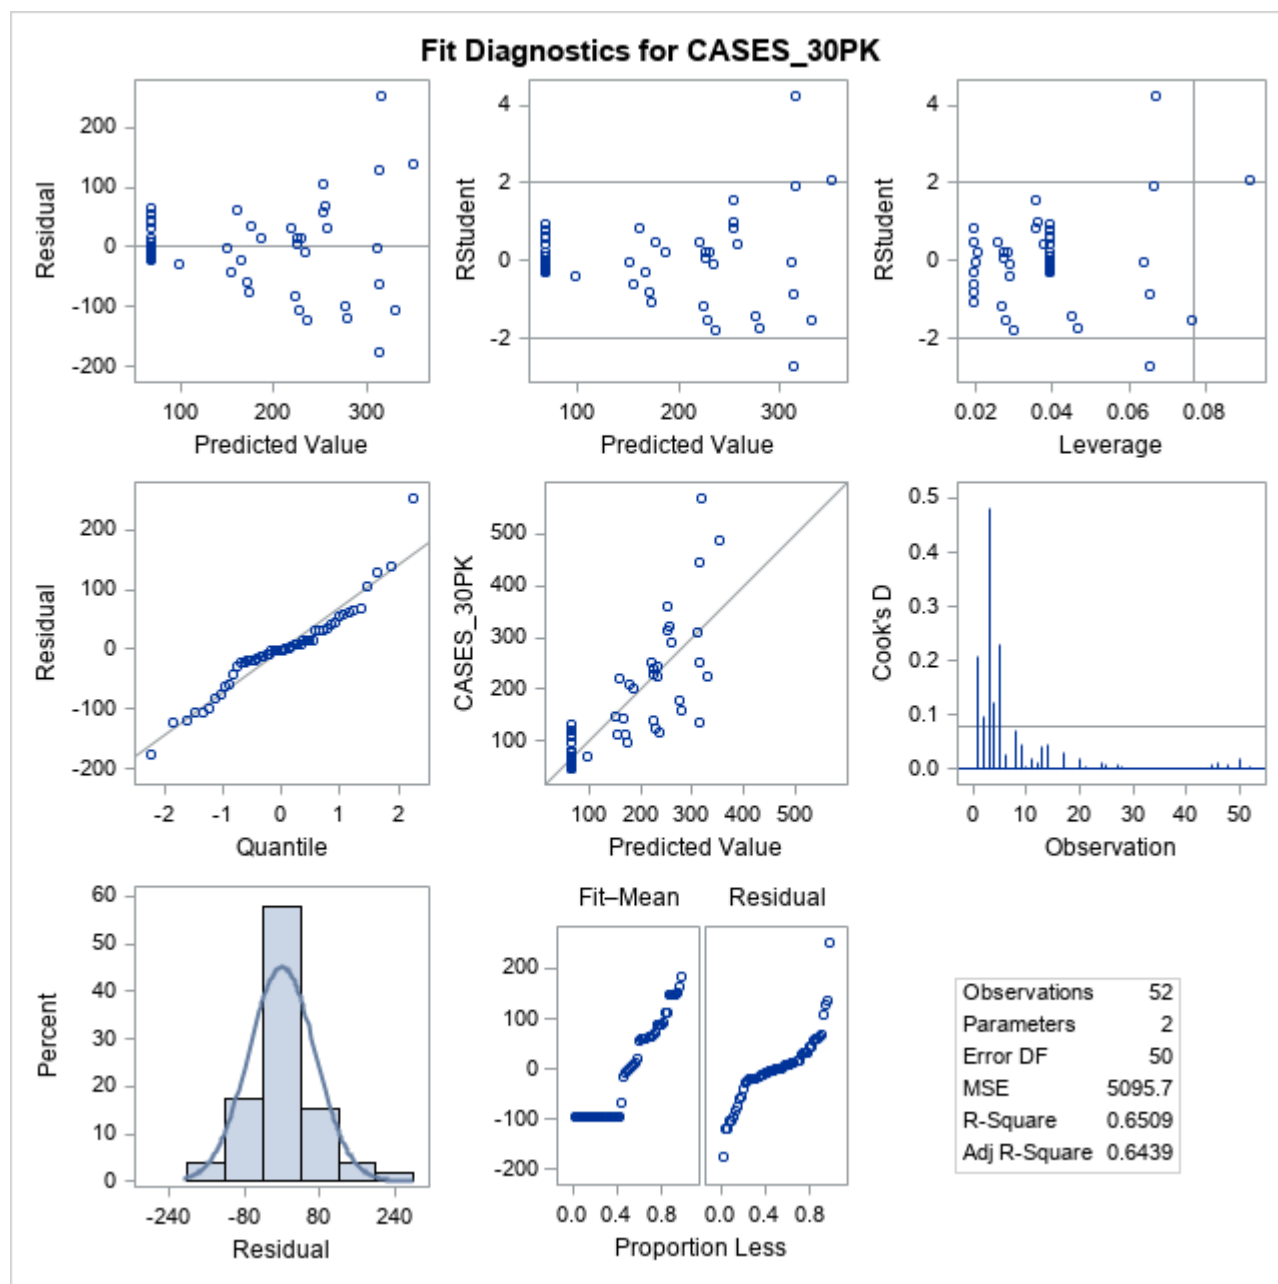 Fit Diagnostics for CASES_30PK
Residual
200
100
0
-100
-200
100 200 300
Predicted Value
RStudent
4
2
0
-2
100 200 300
Predicted Value
RStudent
4
2
0
-2
0.02 0.04 0.06 0.08
Leverage
Residual
200
100
0
-100
-200
-2 -1 0 1 2
Quantile
CASES_30PK
500
400
300
200
100
100 200 300 400 500
Predicted Value
Cook's D
0.5
0.4
0.3
0.2
0.1
0.0
0 10 20 30 40 50
Observation
Percent
60
50
40
30
20
10
0
-240 -80 80 240
Residual
Fit–Mean Residual
200
100
0
-100
-200
0.0 0.4 0.8 0.0 0.4 0.8
Proportion Less
Observations 52
Parameters 2
Error DF 50
MSE 5095.7
R-Square 0.6509
Adj R-Square 0.6439